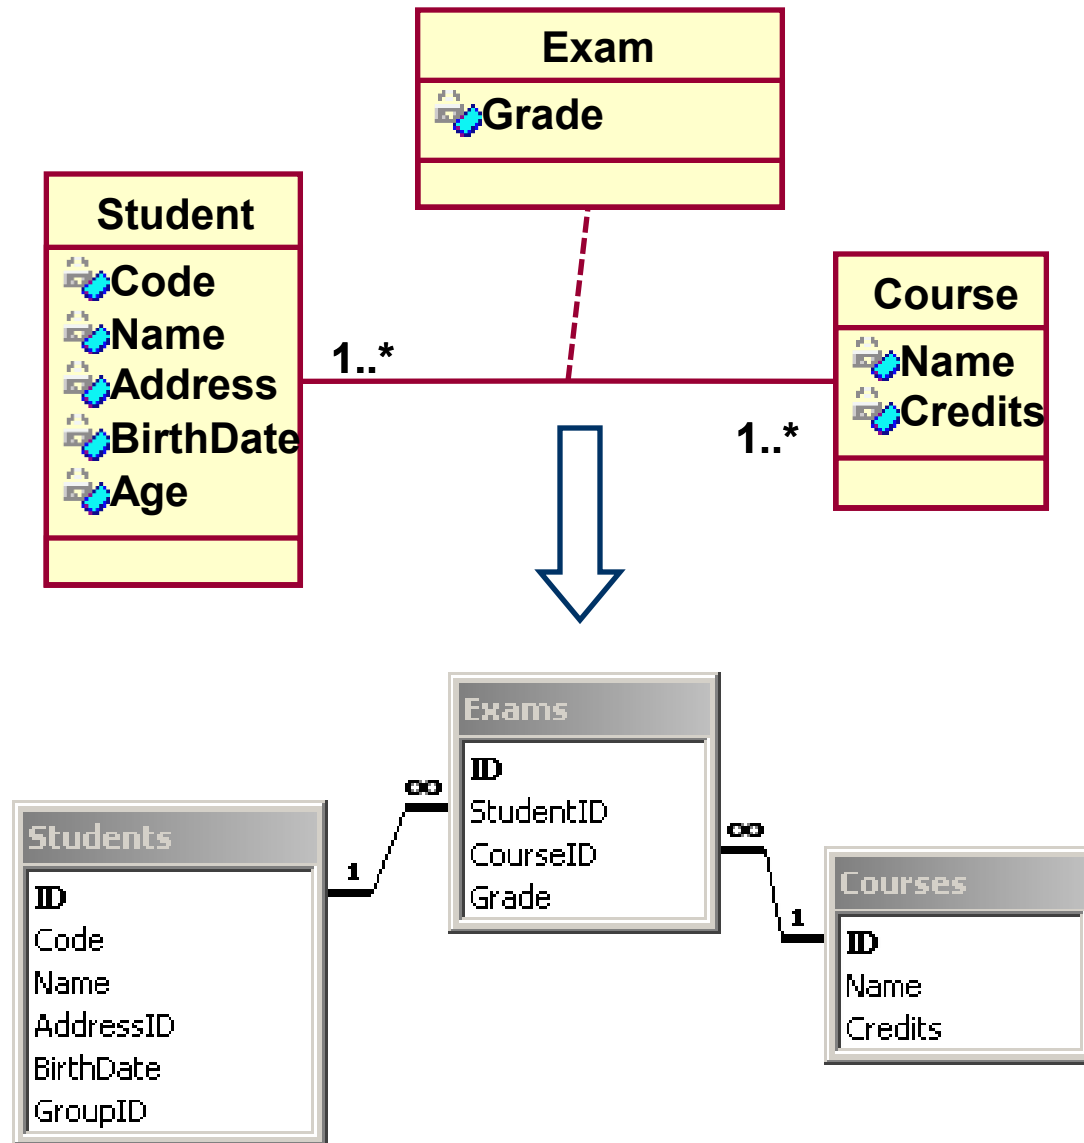 Exam
Grade
Student
Code
Name
Address
BirthDate
Age
1..*
1..*
Course
Name
Credits
Exams
ID
StudentID
CourseID
Grade
∞
1
Students
ID
Code
Name
AddressID
BirthDate
GroupID
∞
1
Courses
ID
Name
Credits